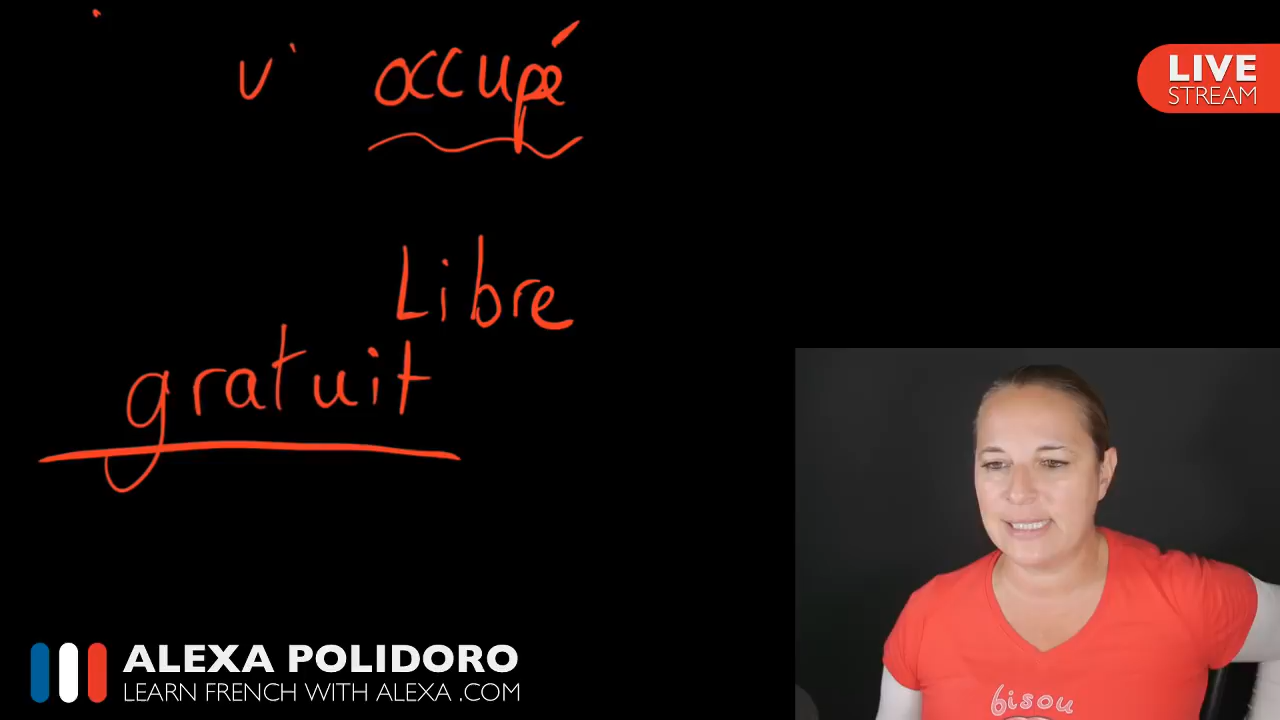 occupé
Libre
gratuit
LIVE
STREAM
bisou
ALEXA POLIDORO
LEARN FRENCH WITH ALEXA .COM